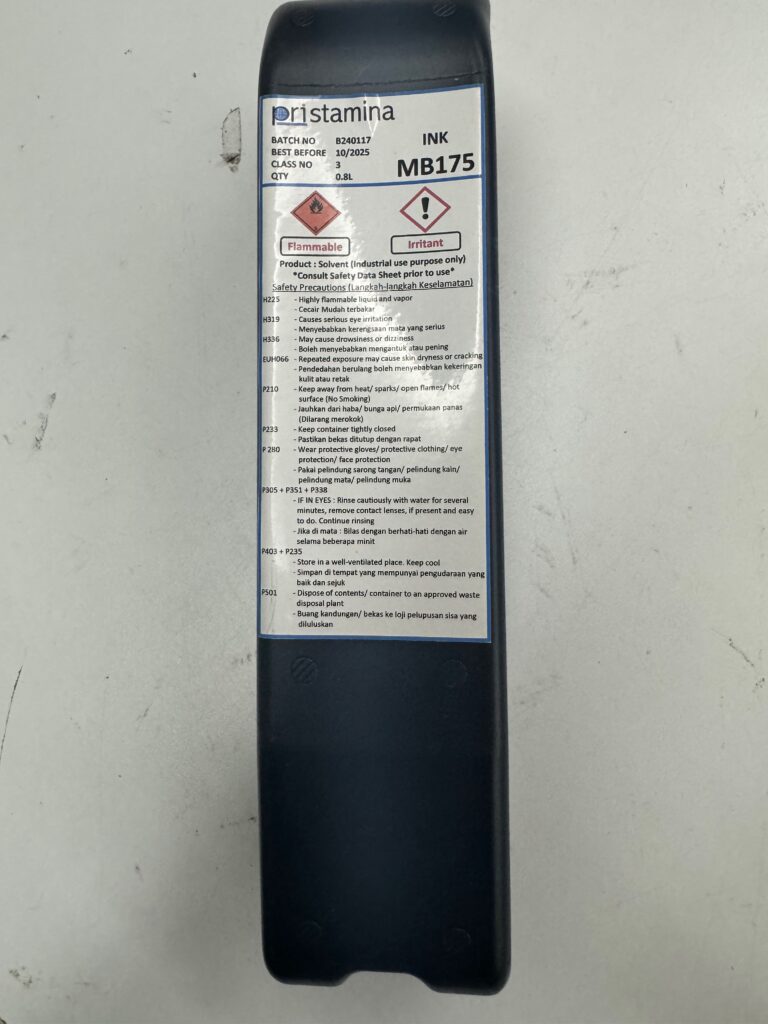 pristamina
INK
MB175
BATCH NO B240117
BEST BEFORE 10/2025
CLASS NO 3
QTY 0.8L
Flammable
Irritant
Product : Solvent (Industrial use purpose only)
*Consult Safety Data Sheet prior to use*
Safety Precautions (Langkah-langkah Keselamatan)
H225 - Highly flammable liquid and vapor
- Cecair Mudah terbakar
H319 - Causes serious eye irritation
- Menyebabkan kerengsaan mata yang serius
H336 - May cause drowsiness or dizziness
- Boleh menyebabkan mengantuk atau pening
EUH066 - Repeated exposure may cause skin dryness or cracking
- Pendedahan berulang boleh menyebabkan kekeringan
kulit atau retak
P210 - Keep away from heat/ sparks/ open flames/ hot
surface (No Smoking)
- Jauhkan dari haba/ bunga api/ permukaan panas
(Dilarang merokok)
P233 - Keep container tightly closed
- Pastikan bekas ditutup dengan rapat
P 280 - Wear protective gloves/ protective clothing/ eye
protection/ face protection
- Pakai pelindung sarong tangan/ pelindung kain/
pelindung mata/ pelindung muka
P305 + P351 + P338
- IF IN EYES : Rinse cautiously with water for several
minutes, remove contact lenses, if present and easy
to do. Continue rinsing
- Jika di mata : Bilas dengan berhati-hati dengan air
selama beberapa minit
P403 + P235
- Store in a well-ventilated place. Keep cool
- Simpan di tempat yang mempunyai pengudaraan yang
baik dan sejuk
P501 - Dispose of contents/ container to an approved waste
disposal plant
- Buang kandungan/ bekas ke loji pelupusan sisa yang
diluluskan